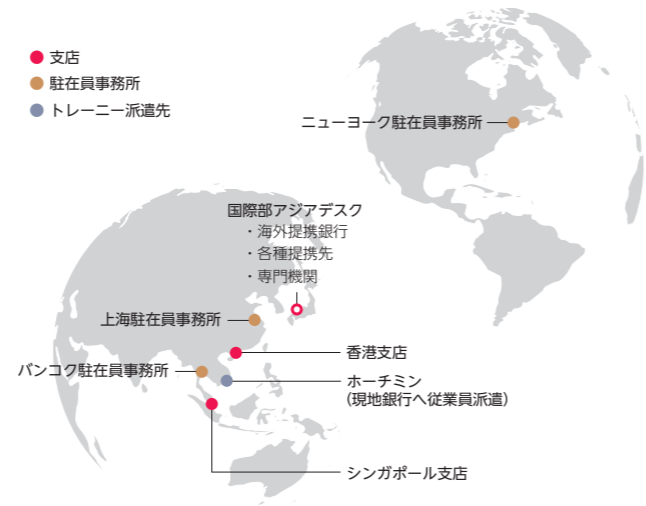 支店
駐在員事務所
トレーニー派遣先
ニューヨーク駐在員事務所
国際部アジアデスク
・海外提携銀行
・各種提携先
・専門機関
上海駐在員事務所
香港支店
バンコク駐在員事務所
ホーチミン
(現地銀行へ従業員派遣)
シンガポール支店